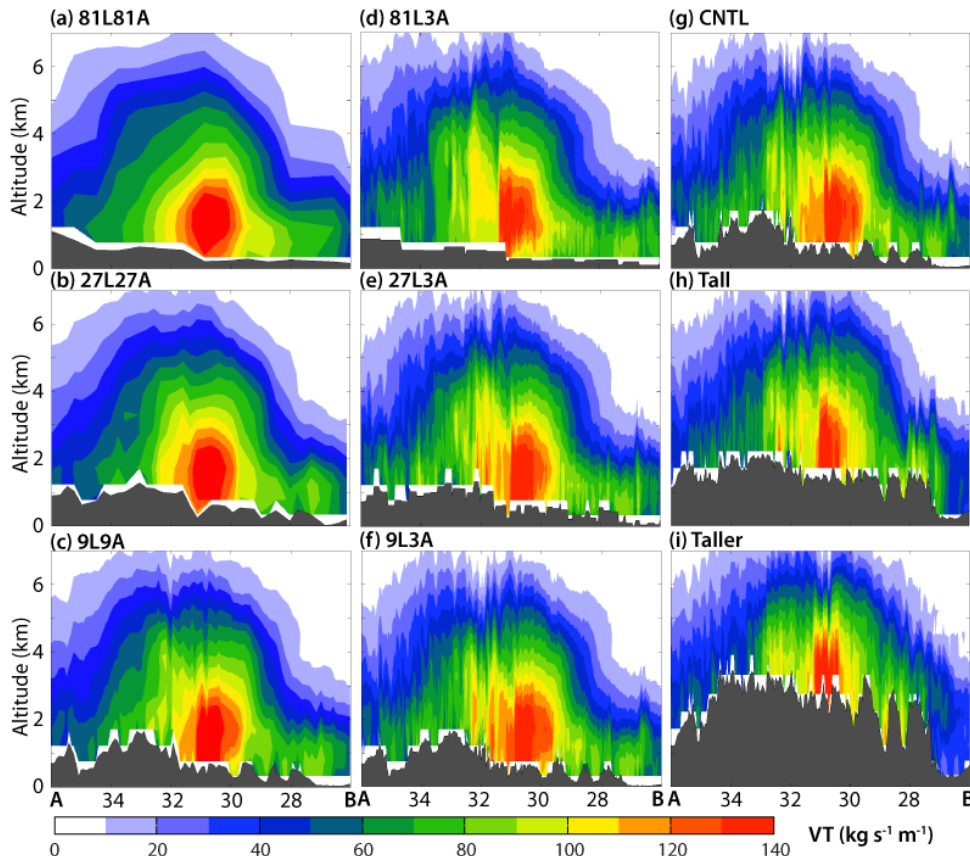 (a) 81L81A
(d) 81L3A
(g) CNTL
Altitude (km)
6
4
2
0
(b) 27L27A
(e) 27L3A
(h) Tall
Altitude (km)
6
4
2
0
(c) 9L9A
(f) 9L3A
(i) Taller
Altitude (km)
6
4
2
0
A 34 32 30 28 B
A 34 32 30 28 B
A 34 32 30 28 B
0 20 40 60 80 100 120 140
VT (kg s⁻¹ m⁻¹)